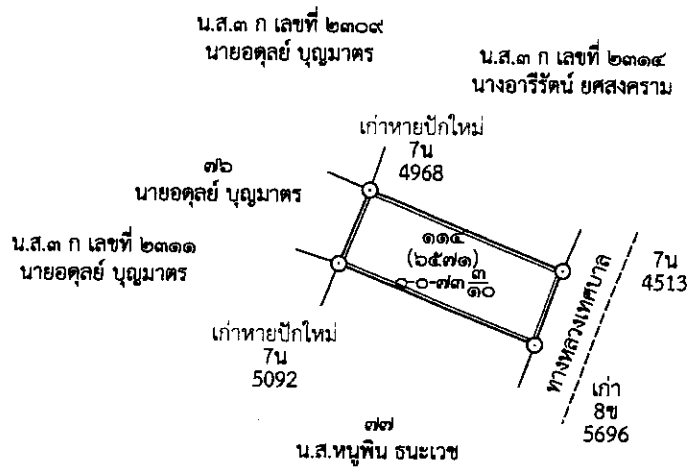 น.ส.๓ ก เลขที่ ๒๓๐๙
นายอดุลย์ บุญมาตร
น.ส.๓ ก เลขที่ ๒๓๑๔
นางอารีรัตน์ ยศสงคราม
เก่าหายปักใหม่
7น
4968
๗๖
นายอดุลย์ บุญมาตร
น.ส.๓ ก เลขที่ ๒๓๑๑
นายอดุลย์ บุญมาตร
๑๑๔
(๖๕๗๑)
๐-๐-๗๓ ๓/๑๐
7น
4513
ทางหลวงเทศบาล
เก่าหายปักใหม่
7น
5092
เก่า
8ข
5696
๗๗
น.ส.หนูพิน ธนะเวช